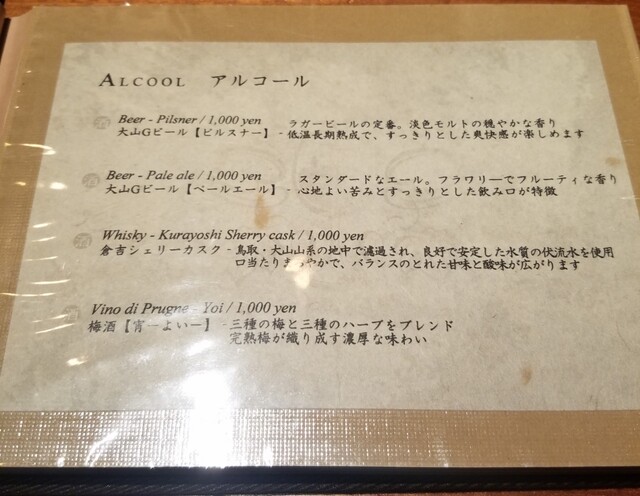 ALCOOL アルコール
Beer - Pilsner / 1,000 yen ラガービールの定番。淡色モルトの穏やかな香り
大山Gビール【ピルスナー】 - 低温長期熟成で、すっきりとした爽快感が楽しめます
Beer - Pale ale / 1,000 yen スタンダードなエール。フラワリーでフルーティな香り
大山Gビール【ペールエール】 - 心地よい苦みとすっきりとした飲み口が特徴
Whisky - Kurayoshi Sherry cask / 1,000 yen
倉吉シェリーカスク - 鳥取・大山山系の地中で濾過され、良好で安定した水質の伏流水を使用
口当たりまろやかで、バランスのとれた甘味と酸味が広がります
Vino di Prugne - Yoi / 1,000 yen
梅酒【宵ーよいー】 - 三種の梅と三種のハーブをブレンド
完熟梅が織り成す濃厚な味わい